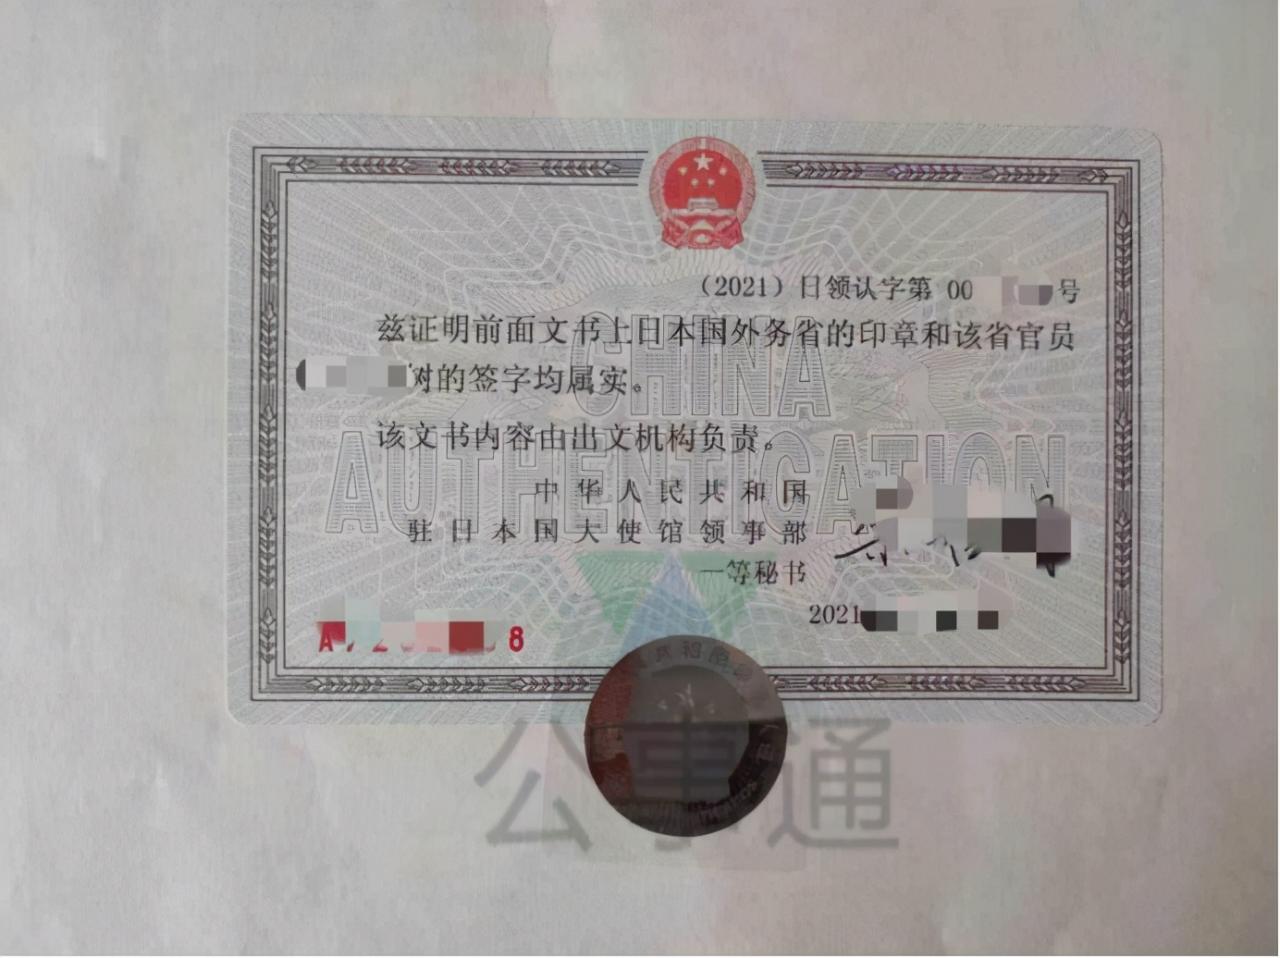 （2021）日领认字第 00 号
兹证明前面文书上日本国外务省的印章和该省官员
树的签字均属实。
该文书内容由出文机构负责。
CHINA
AUTHENTICATION
中华人民共和国
驻日本国大使馆领事部
一等秘书
2021
8
公事通